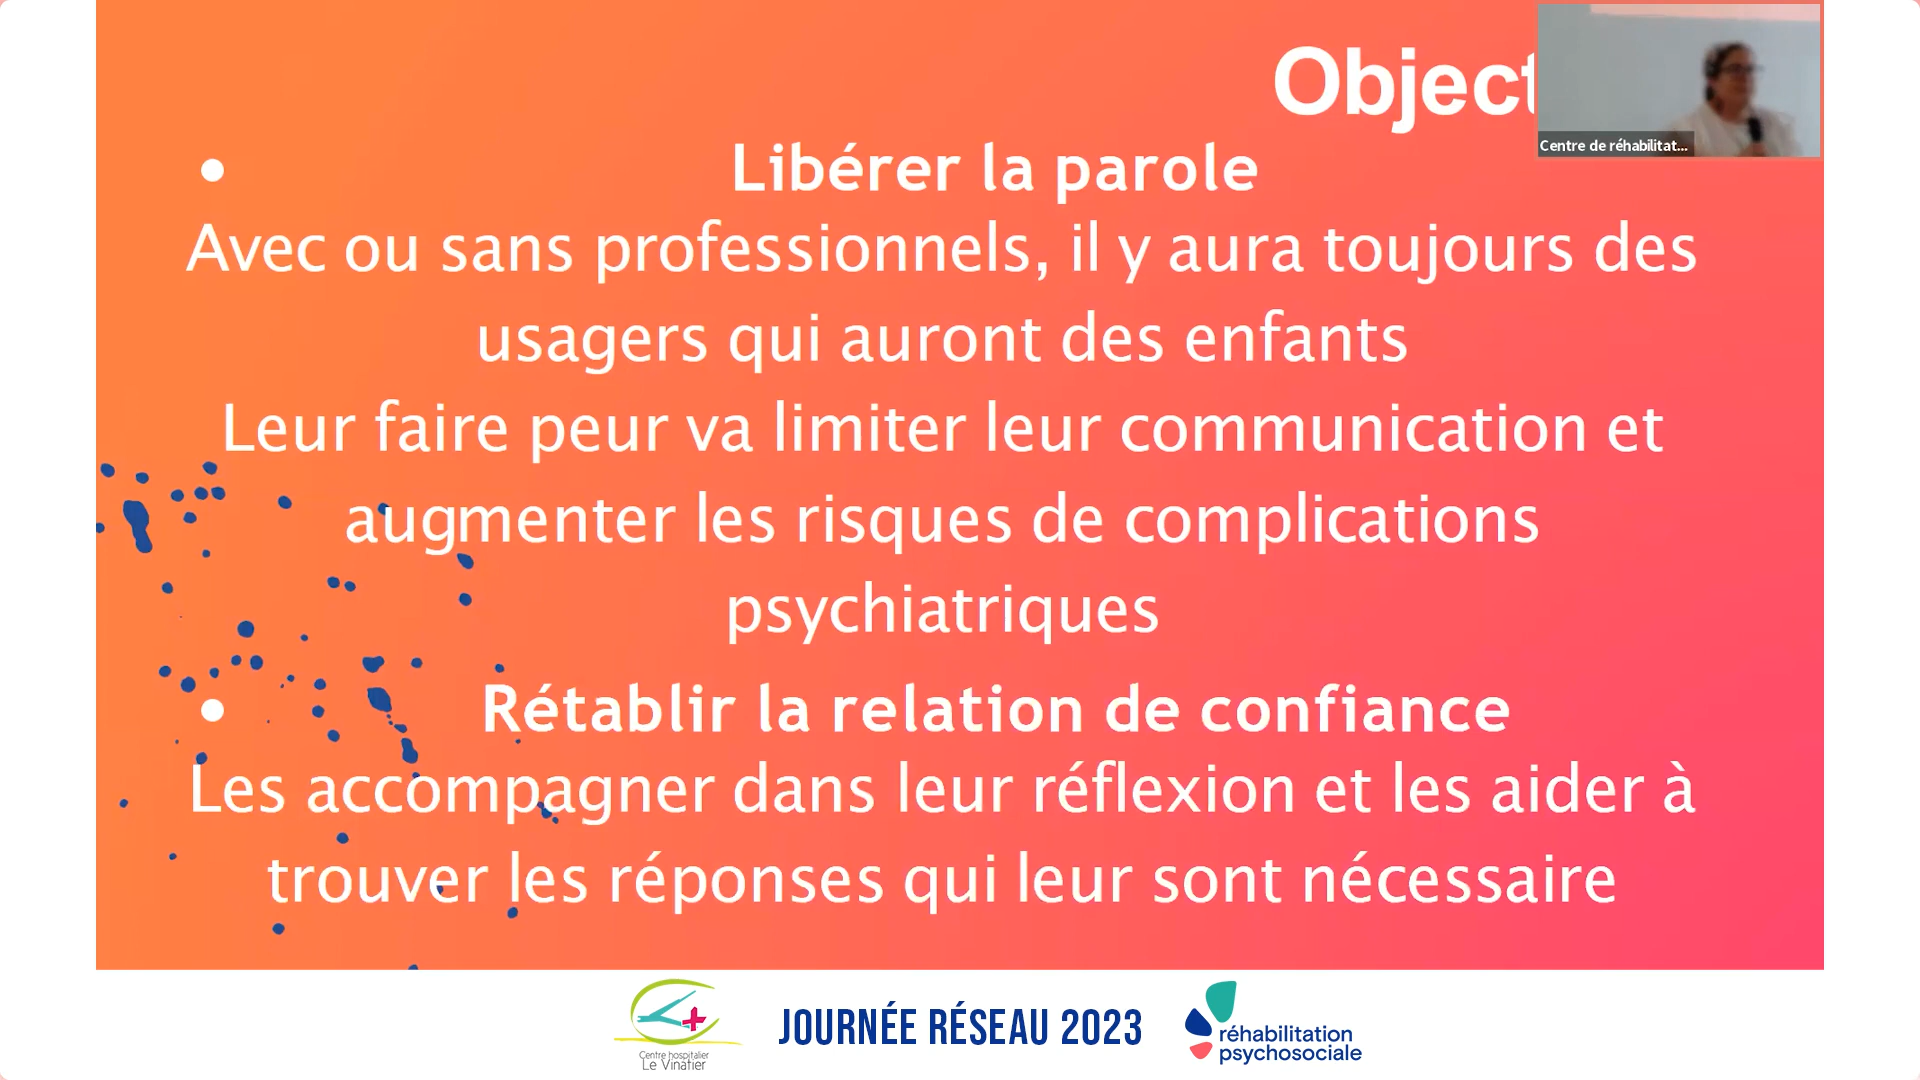 Object
Centre de réhabilitat...
• Libérer la parole
Avec ou sans professionnels, il y aura toujours des
usagers qui auront des enfants
Leur faire peur va limiter leur communication et
augmenter les risques de complications
psychiatriques
• Rétablir la relation de confiance
Les accompagner dans leur réflexion et les aider à
trouver les réponses qui leur sont nécessaire
Centre hospitalier
Le Vinatier
JOURNÉE RÉSEAU 2023
réhabilitation
psychosociale